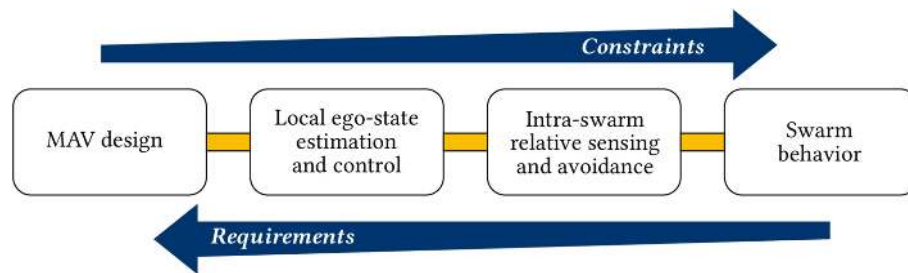 Constraints
MAV design
Local ego-state
estimation
and control
Intra-swarm
relative sensing
and avoidance
Swarm
behavior
Requirements